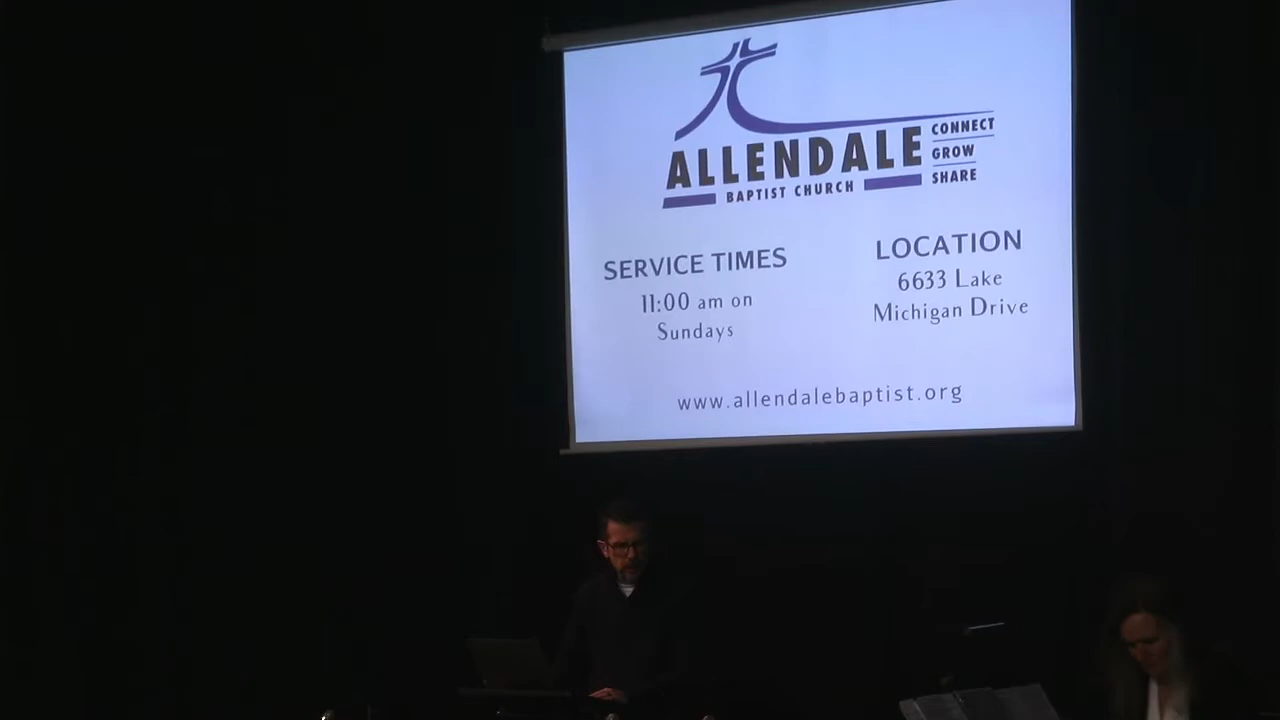 ALLENDALE
BAPTIST CHURCH
CONNECT
GROW
SHARE
SERVICE TIMES
11:00 am on
Sundays
LOCATION
6633 Lake
Michigan Drive
www.allendalebaptist.org